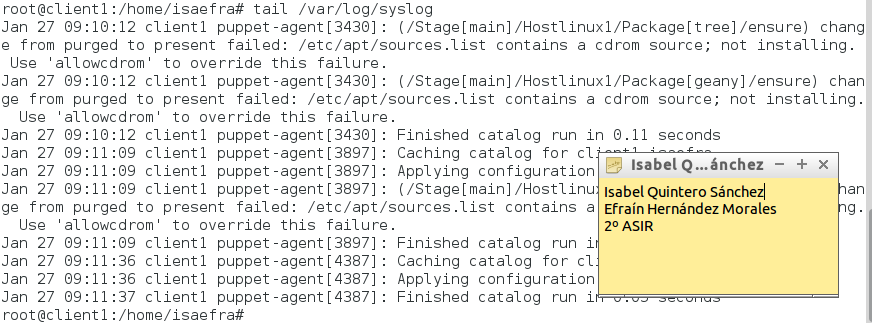 root@client1:/home/isaefra# tail /var/log/syslog
Jan 27 09:10:12 client1 puppet-agent[3430]: (/Stage[main]/Hostlinux1/Package[tree]/ensure) chang
e from purged to present failed: /etc/apt/sources.list contains a cdrom source; not installing.
 Use 'allowcdrom' to override this failure.
Jan 27 09:10:12 client1 puppet-agent[3430]: (/Stage[main]/Hostlinux1/Package[geany]/ensure) chan
ge from purged to present failed: /etc/apt/sources.list contains a cdrom source; not installing.
  Use 'allowcdrom' to override this failure.
Jan 27 09:10:12 client1 puppet-agent[3430]: Finished catalog run in 0.11 seconds
Jan 27 09:11:09 client1 puppet-agent[3897]: Caching catalog for client1.isaefra
Jan 27 09:11:09 client1 puppet-agent[3897]: Applying configuration
Jan 27 09:11:09 client1 puppet-agent[3897]: (/Stage[main]/Hostlinux chan
ge from purged to present failed: /etc/apt/sources.list contains a ing.
  Use 'allowcdrom' to override this failure.
Jan 27 09:11:09 client1 puppet-agent[3897]: Finished catalog run in
Jan 27 09:11:36 client1 puppet-agent[4387]: Caching catalog for cli
Jan 27 09:11:36 client1 puppet-agent[4387]: Applying configuration
Jan 27 09:11:37 client1 puppet-agent[4387]: Finished catalog run in 0.05 seconds
root@client1:/home/isaefra#
Isabel Q...ánchez
Isabel Quintero Sánchez
Efraín Hernández Morales
2º ASIR